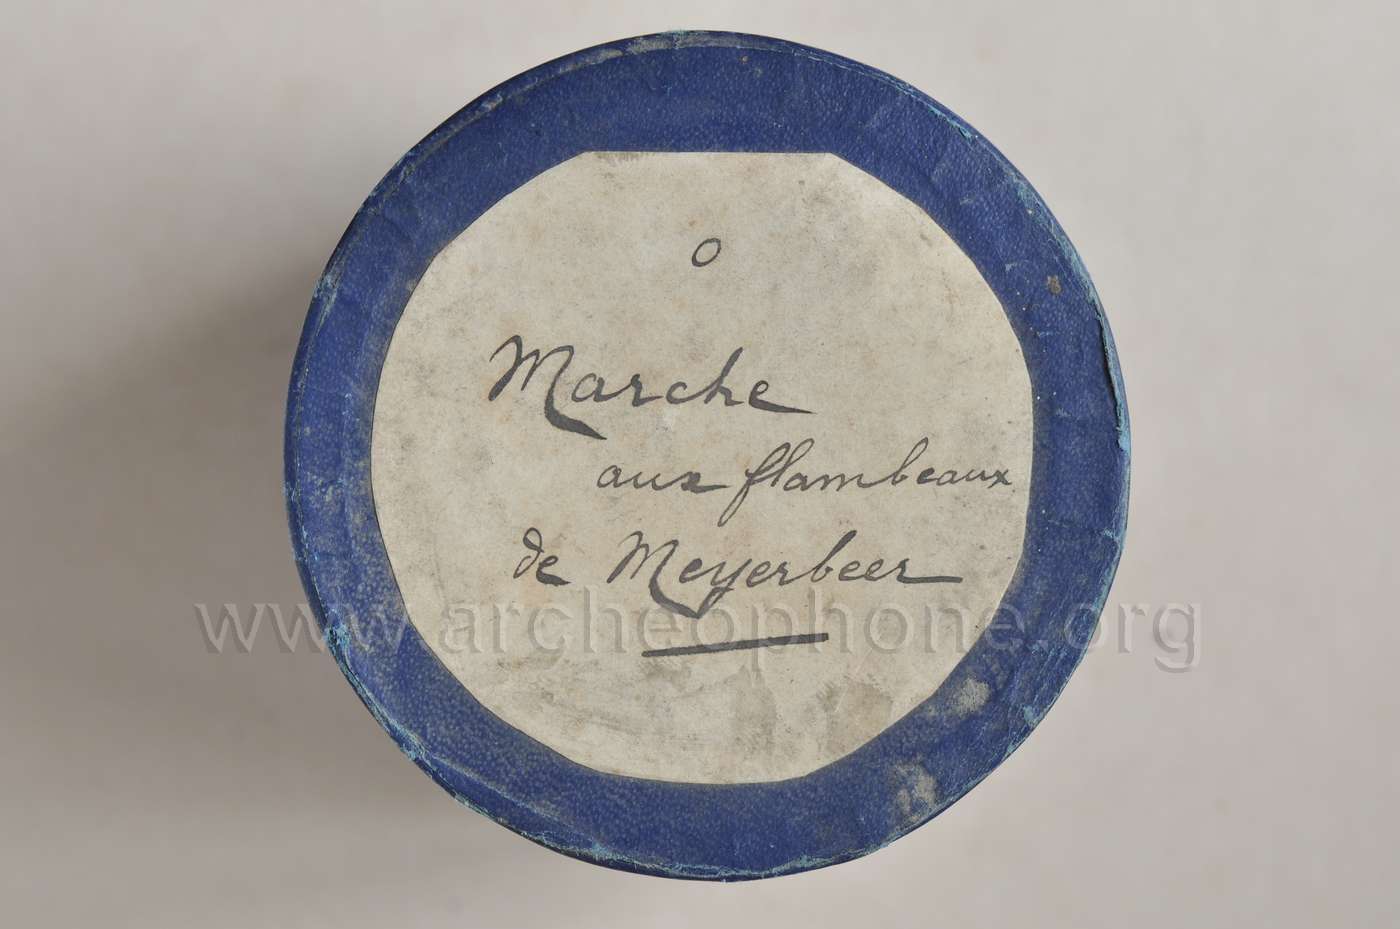 O
Marche
aux flambeaux
de Meyerbeer
www.archeophone.org